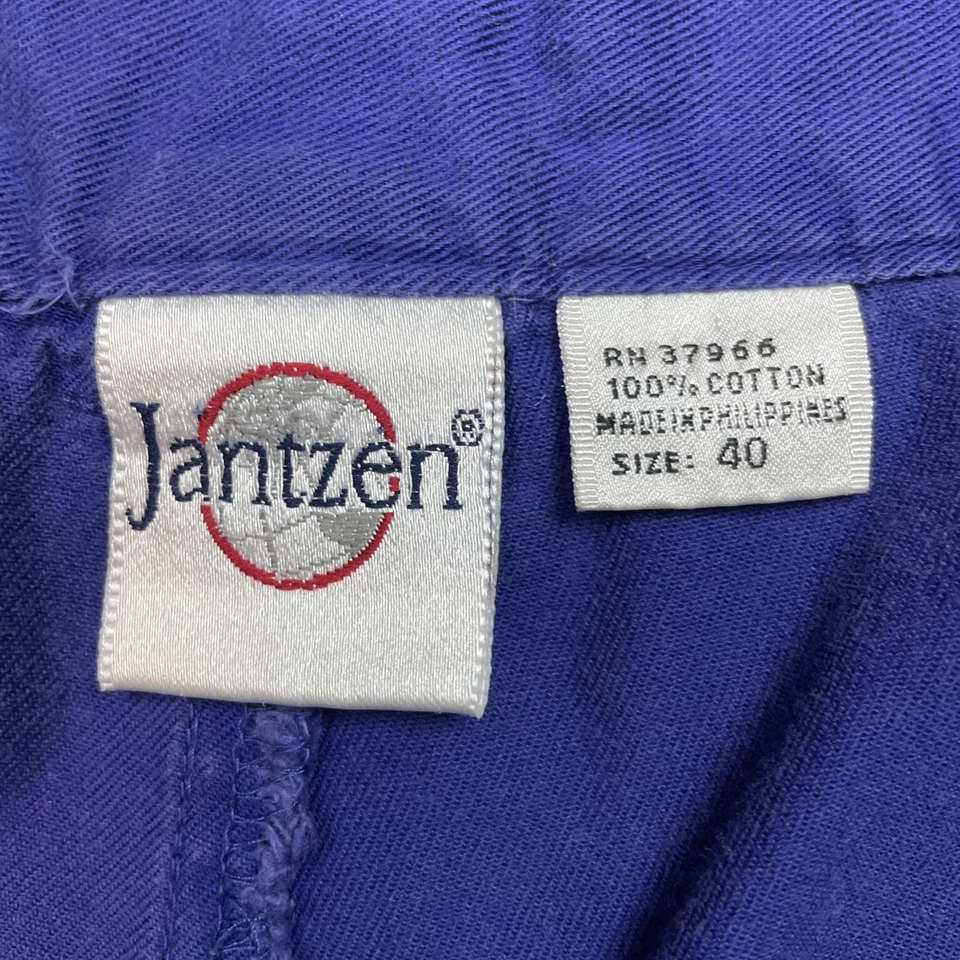 Jantzen®
RN 37966
100% COTTON
MADE IN PHILIPPINES
SIZE: 40